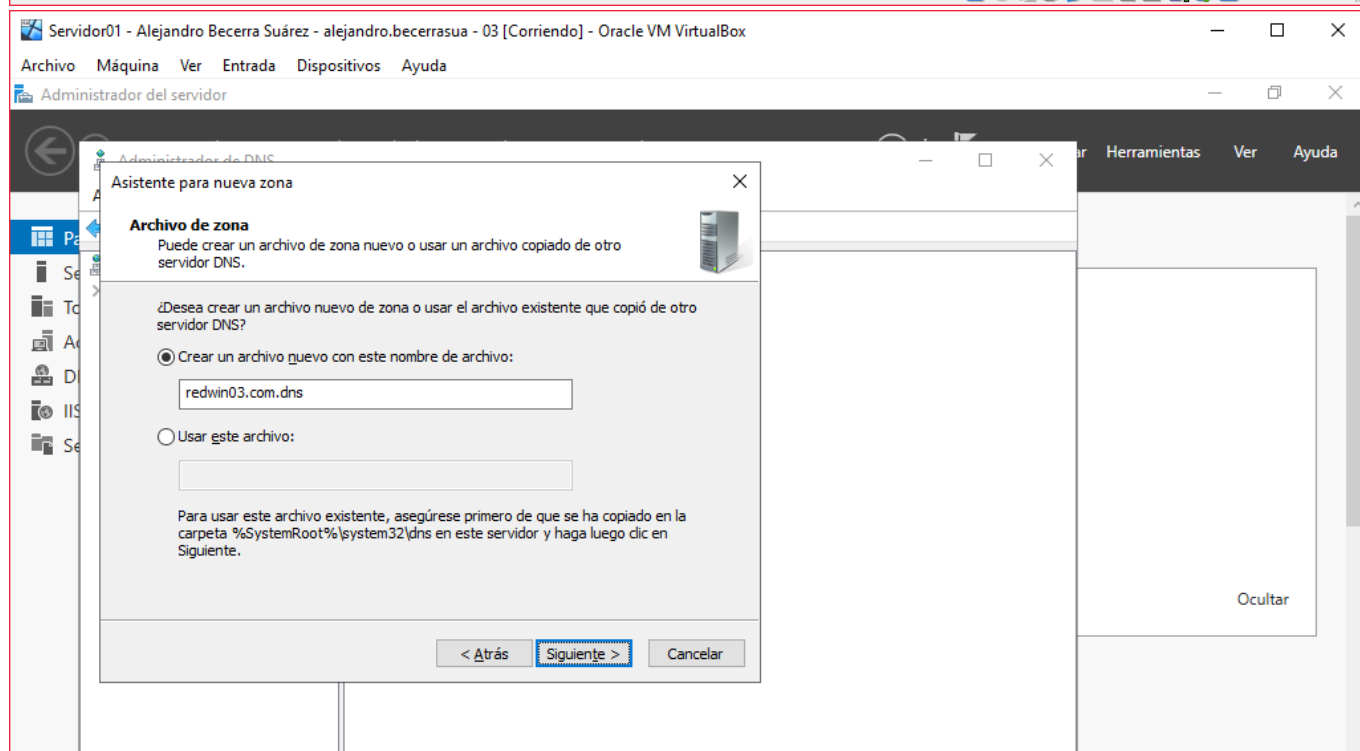 Servidor01 - Alejandro Becerra Suárez - alejandro.becerrasua - 03 [Corriendo] - Oracle VM VirtualBox
Archivo Máquina Ver Entrada Dispositivos Ayuda
Administrador del servidor
Herramientas Ver Ayuda
Administrador de DNS
Asistente para nueva zona
Archivo de zona
Puede crear un archivo de zona nuevo o usar un archivo copiado de otro
servidor DNS.
¿Desea crear un archivo nuevo de zona o usar el archivo existente que copió de otro
servidor DNS?
Crear un archivo nuevo con este nombre de archivo:
redwin03.com.dns
Usar este archivo:
Para usar este archivo existente, asegúrese primero de que se ha copiado en la
carpeta %SystemRoot%\system32\dns en este servidor y haga luego clic en
Siguiente.
< Atrás Siguiente > Cancelar
Ocultar